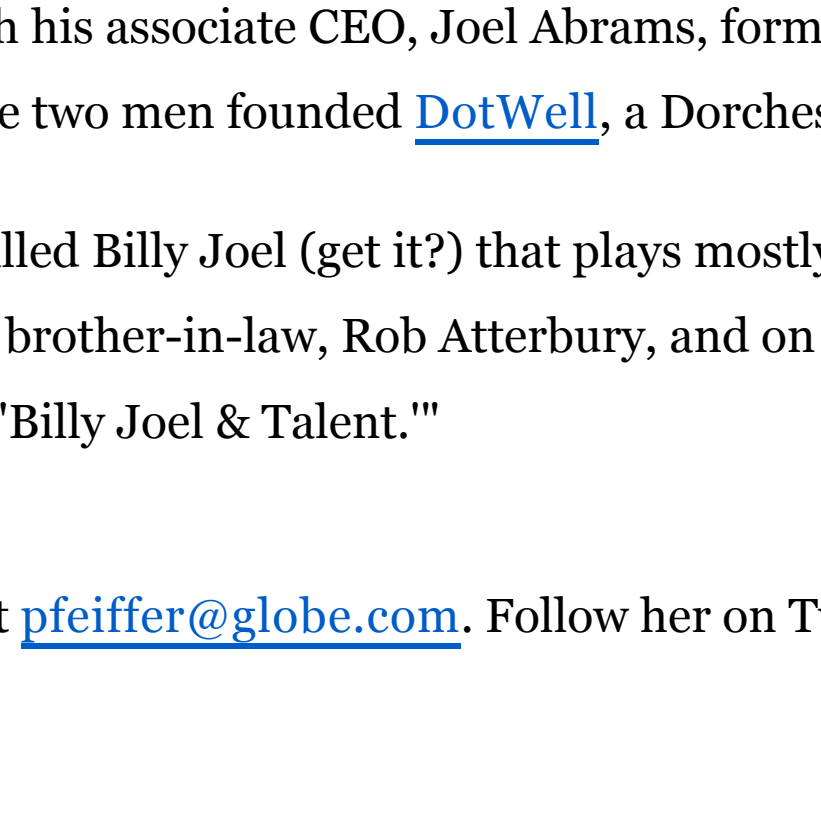 h his associate CEO, Joel Abrams, form
e two men founded DotWell, a Dorches
lled Billy Joel (get it?) that plays mostly
brother-in-law, Rob Atterbury, and on
'Billy Joel & Talent.'"
t pfeiffer@globe.com. Follow her on Tw